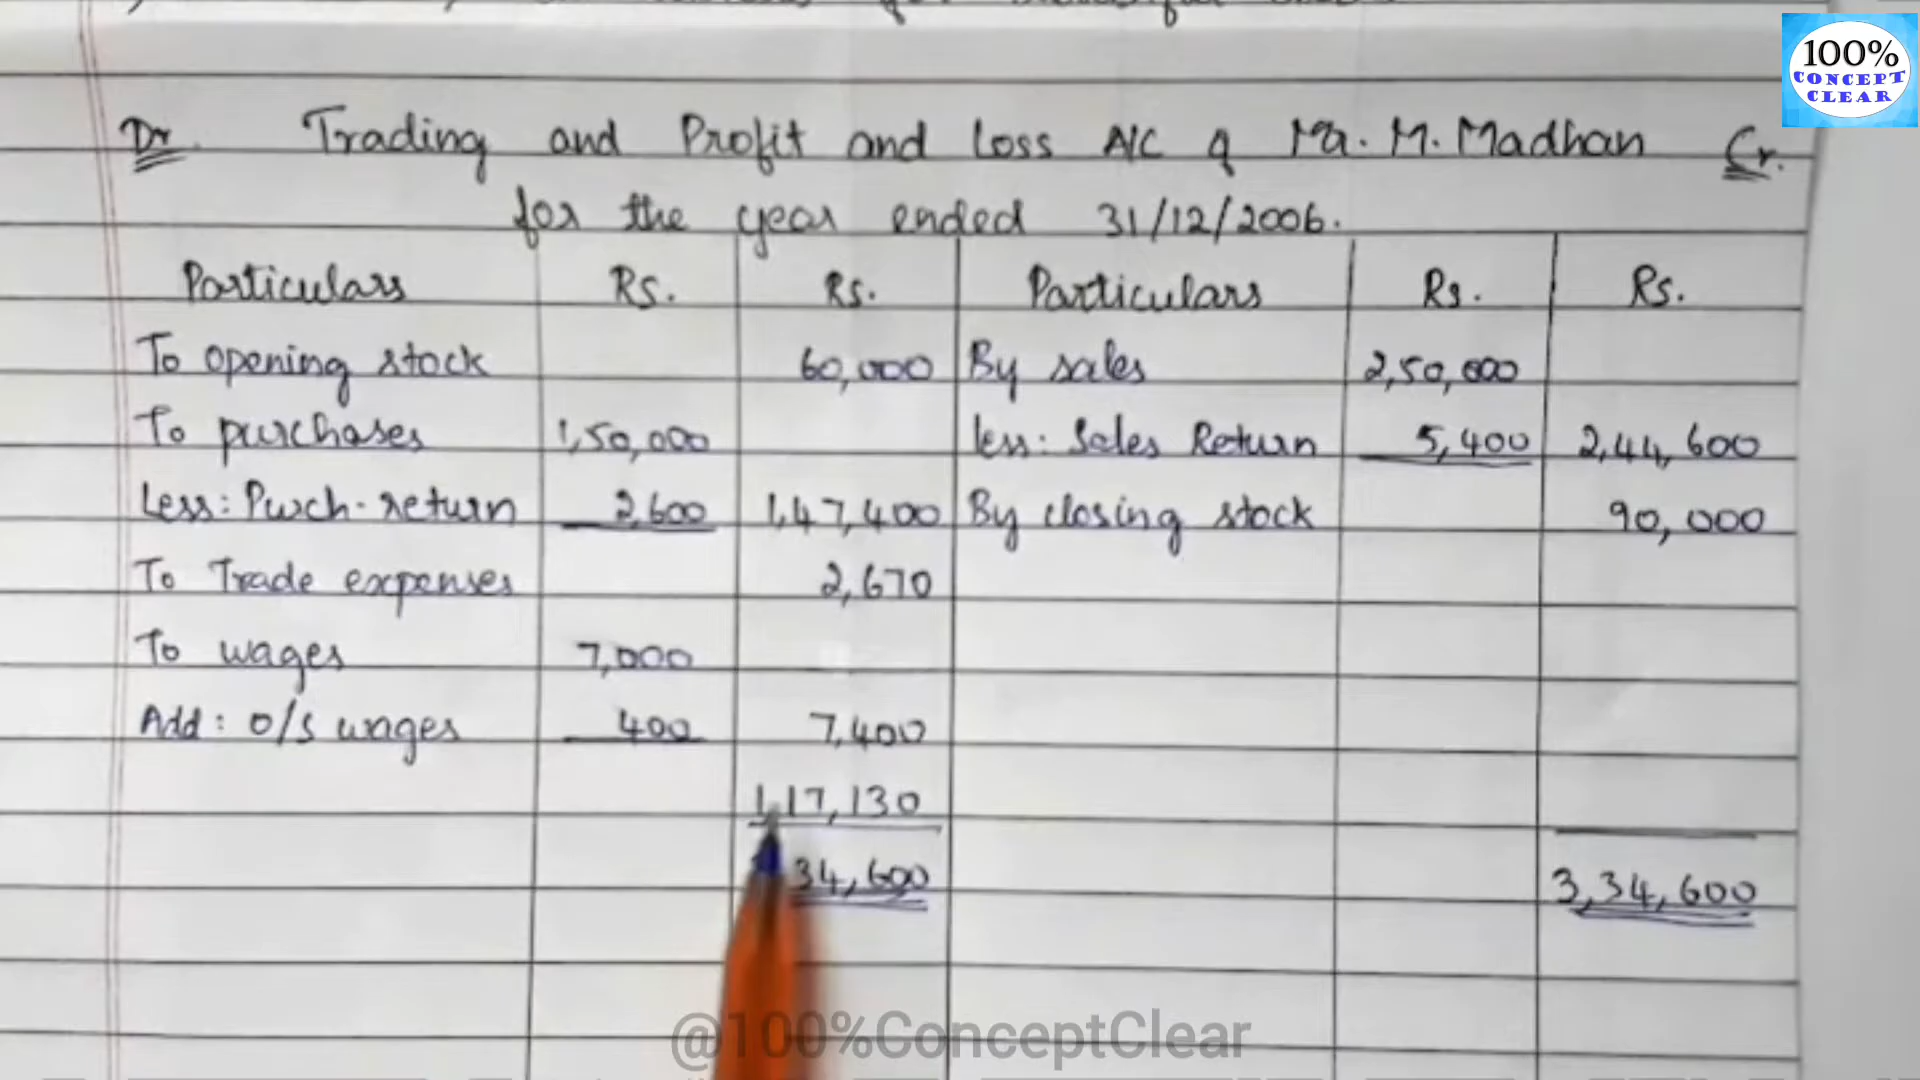 100%
CONCEPT
CLEAR
Dr. Trading and Profit and Loss A/C of Mr. M. Madhan Cr.
for the year ended 31/12/2006.
Particulars Rs. Rs. Particulars Rs. Rs.
To opening stock 60,000 By sales 2,50,000
To purchases 1,50,000 less: Sales Return 5,400 2,44,600
Less: Purch. return 2,600 1,47,400 By closing stock 90,000
To Trade expenses 2,670
To wages 7,000
Add: O/S wages 400 7,400
1,17,130
34,600 3,34,600
@100%ConceptClear